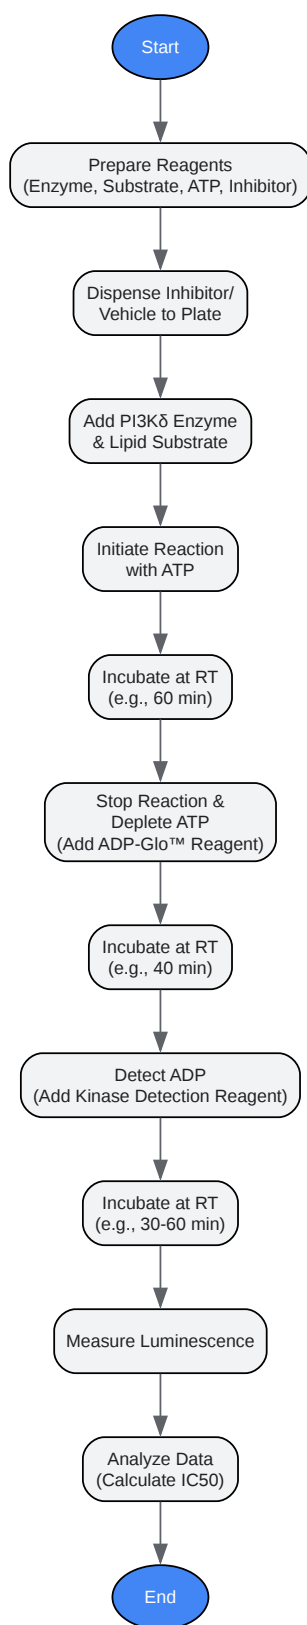 Start
Prepare Reagents
(Enzyme, Substrate, ATP, Inhibitor)
Dispense Inhibitor/
Vehicle to Plate
Add PI3Kδ Enzyme
& Lipid Substrate
Initiate Reaction
with ATP
Incubate at RT
(e.g., 60 min)
Stop Reaction &
Deplete ATP
(Add ADP-Glo™ Reagent)
Incubate at RT
(e.g., 40 min)
Detect ADP
(Add Kinase Detection Reagent)
Incubate at RT
(e.g., 30-60 min)
Measure Luminescence
Analyze Data
(Calculate IC50)
End